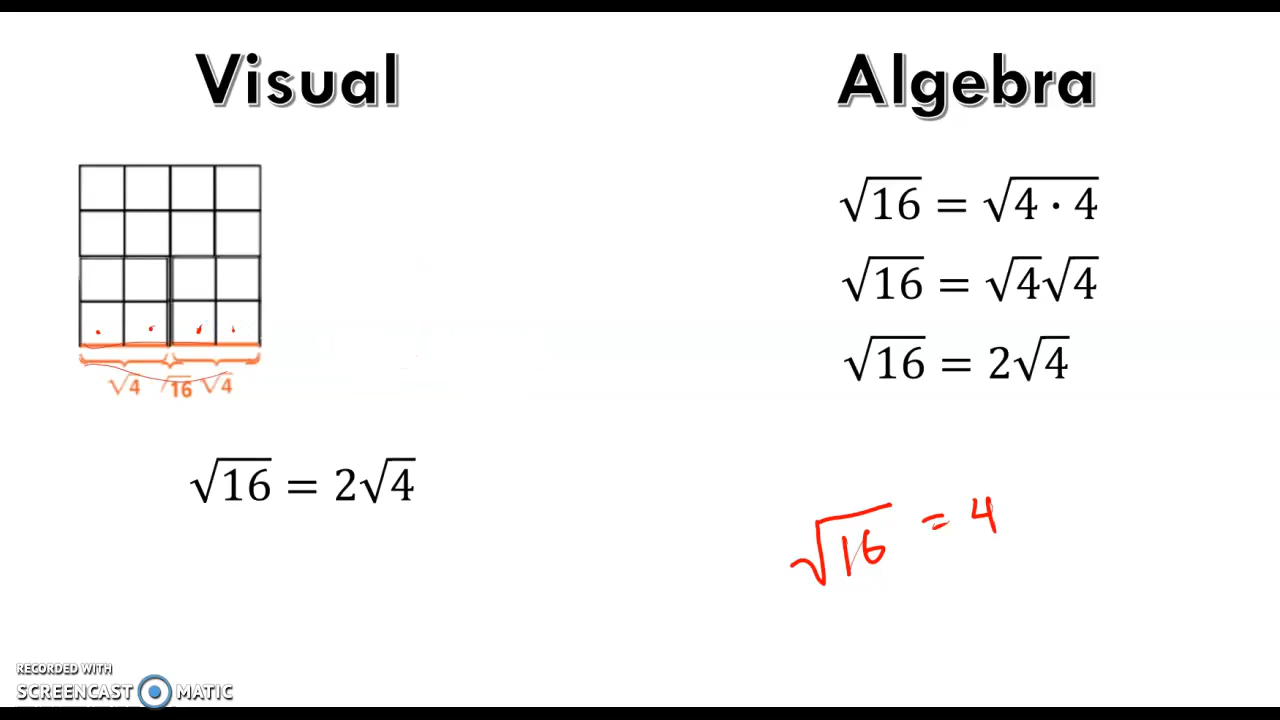 Visual
√4 √16 √4
√16 = 2√4
Algebra
√16 = √4 · 4
√16 = √4√4
√16 = 2√4
√16 = 4
RECORDED WITH
SCREENCAST MATIC